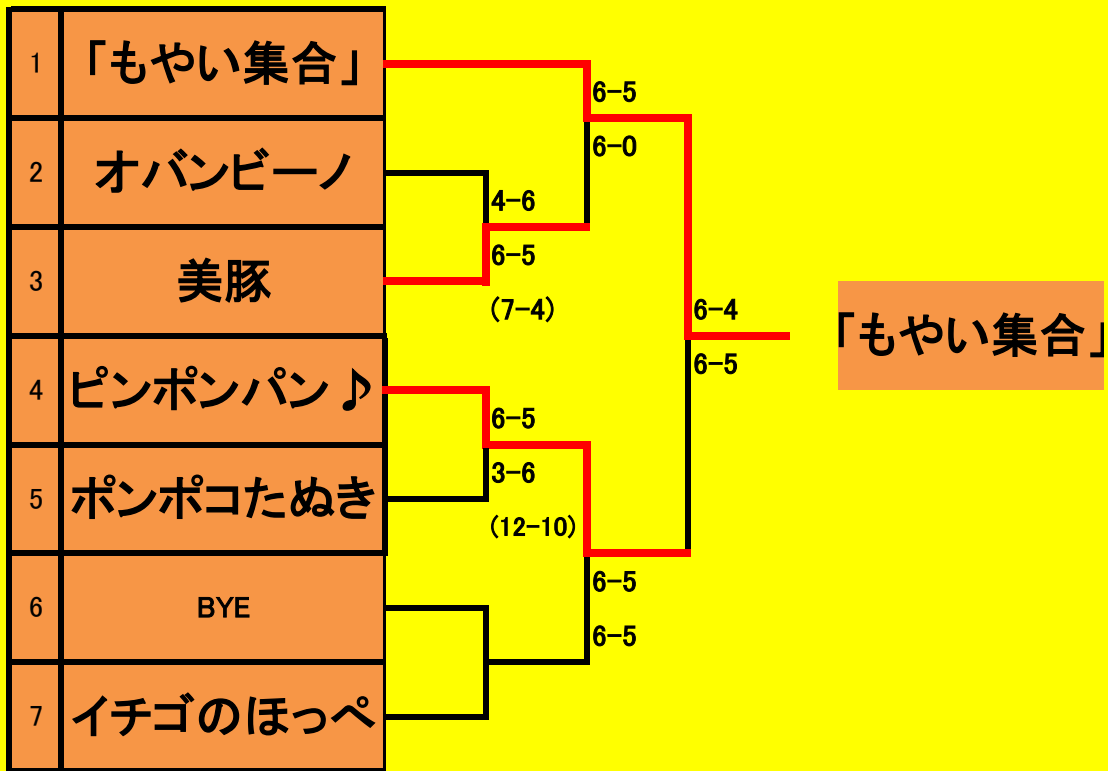 1 「もやい集合」
2 オバンビーノ
3 美豚
4 ピンポンパン♪
5 ポンポコたぬき
6 BYE
7 イチゴのほっぺ
4-6
6-5
(7-4)
6-5
3-6
(12-10)
6-5
6-0
6-5
6-5
6-4
6-5
「もやい集合」